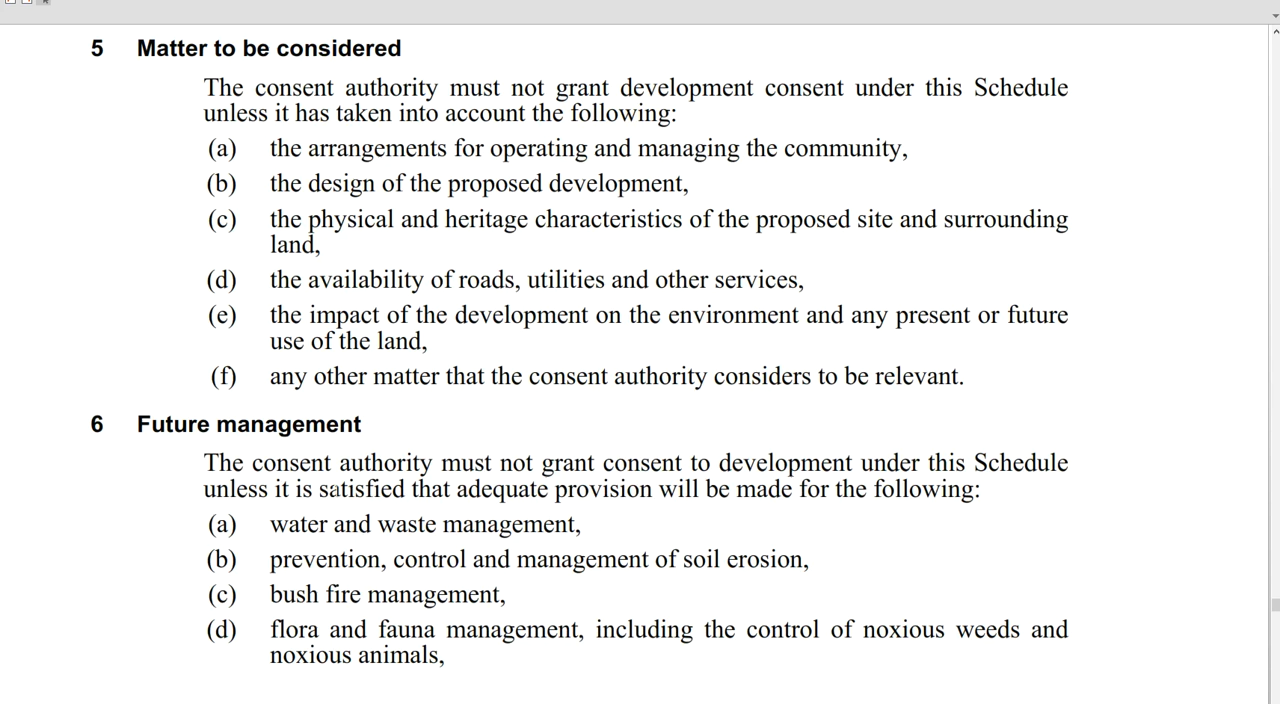 5 Matter to be considered
The consent authority must not grant development consent under this Schedule
unless it has taken into account the following:
(a) the arrangements for operating and managing the community,
(b) the design of the proposed development,
(c) the physical and heritage characteristics of the proposed site and surrounding
land,
(d) the availability of roads, utilities and other services,
(e) the impact of the development on the environment and any present or future
use of the land,
(f) any other matter that the consent authority considers to be relevant.
6 Future management
The consent authority must not grant consent to development under this Schedule
unless it is satisfied that adequate provision will be made for the following:
(a) water and waste management,
(b) prevention, control and management of soil erosion,
(c) bush fire management,
(d) flora and fauna management, including the control of noxious weeds and
noxious animals,